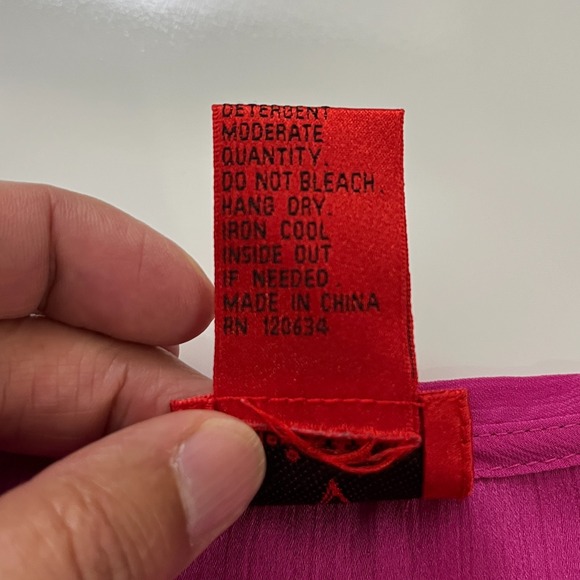 DETERGENT
MODERATE
QUANTITY.
DO NOT BLEACH.
HANG DRY.
IRON COOL
INSIDE OUT
IF NEEDED.
MADE IN CHINA
RN 120634